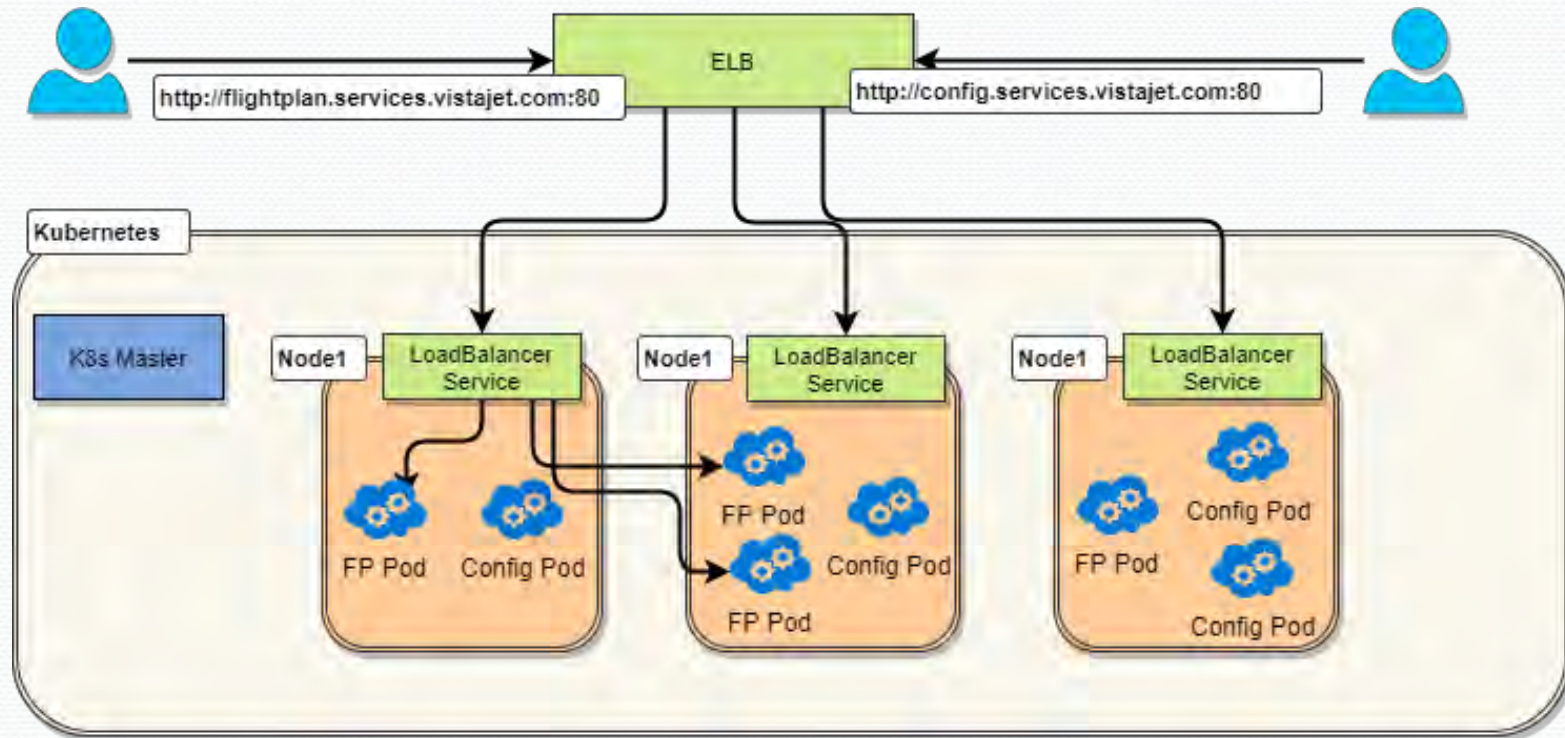 ELB
http://flightplan.services.vistajet.com:80
http://config.services.vistajet.com:80
Kubernetes
K8s Master
Node1
LoadBalancer
Service
Node1
LoadBalancer
Service
Node1
LoadBalancer
Service
FP Pod
Config Pod
FP Pod
Config Pod
FP Pod
FP Pod
Config Pod
Config Pod